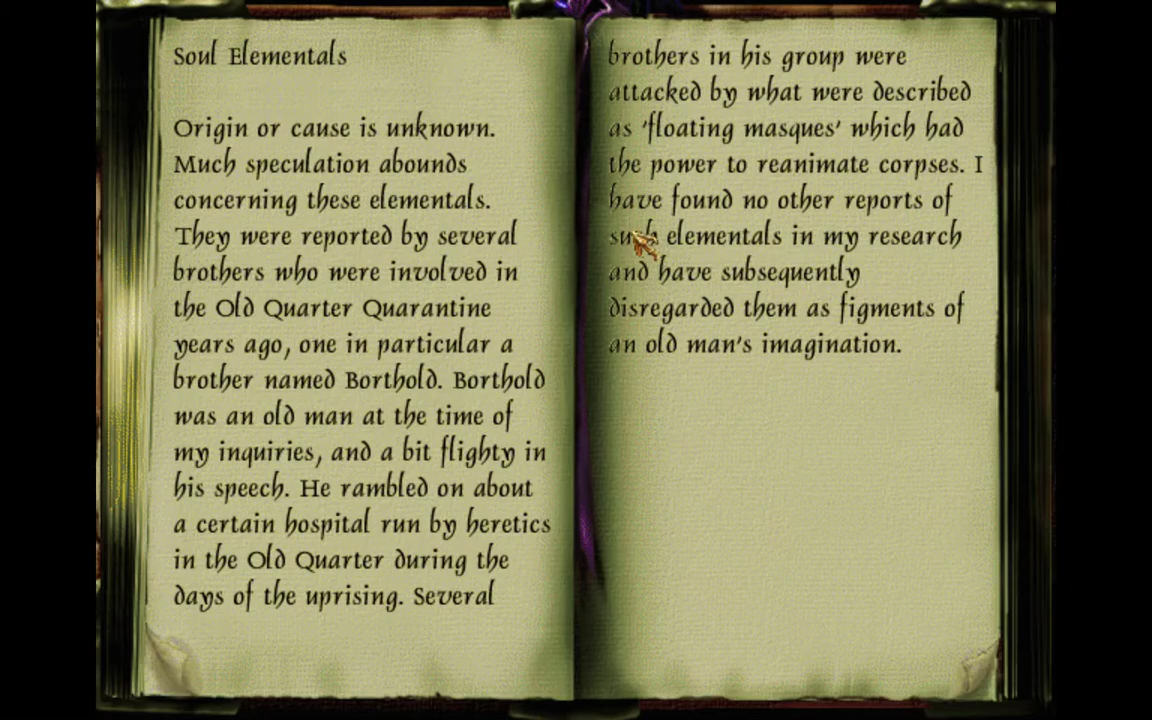 Soul Elementals
Origin or cause is unknown.
Much speculation abounds
concerning these elementals.
They were reported by several
brothers who were involved in
the Old Quarter Quarantine
years ago, one in particular a
brother named Borthold. Borthold
was an old man at the time of
my inquiries, and a bit flighty in
his speech. He rambled on about
a certain hospital run by heretics
in the Old Quarter during the
days of the uprising. Several
brothers in his group were
attacked by what were described
as 'floating masques' which had
the power to reanimate corpses. I
have found no other reports of
such elementals in my research
and have subsequently
disregarded them as figments of
an old man's imagination.